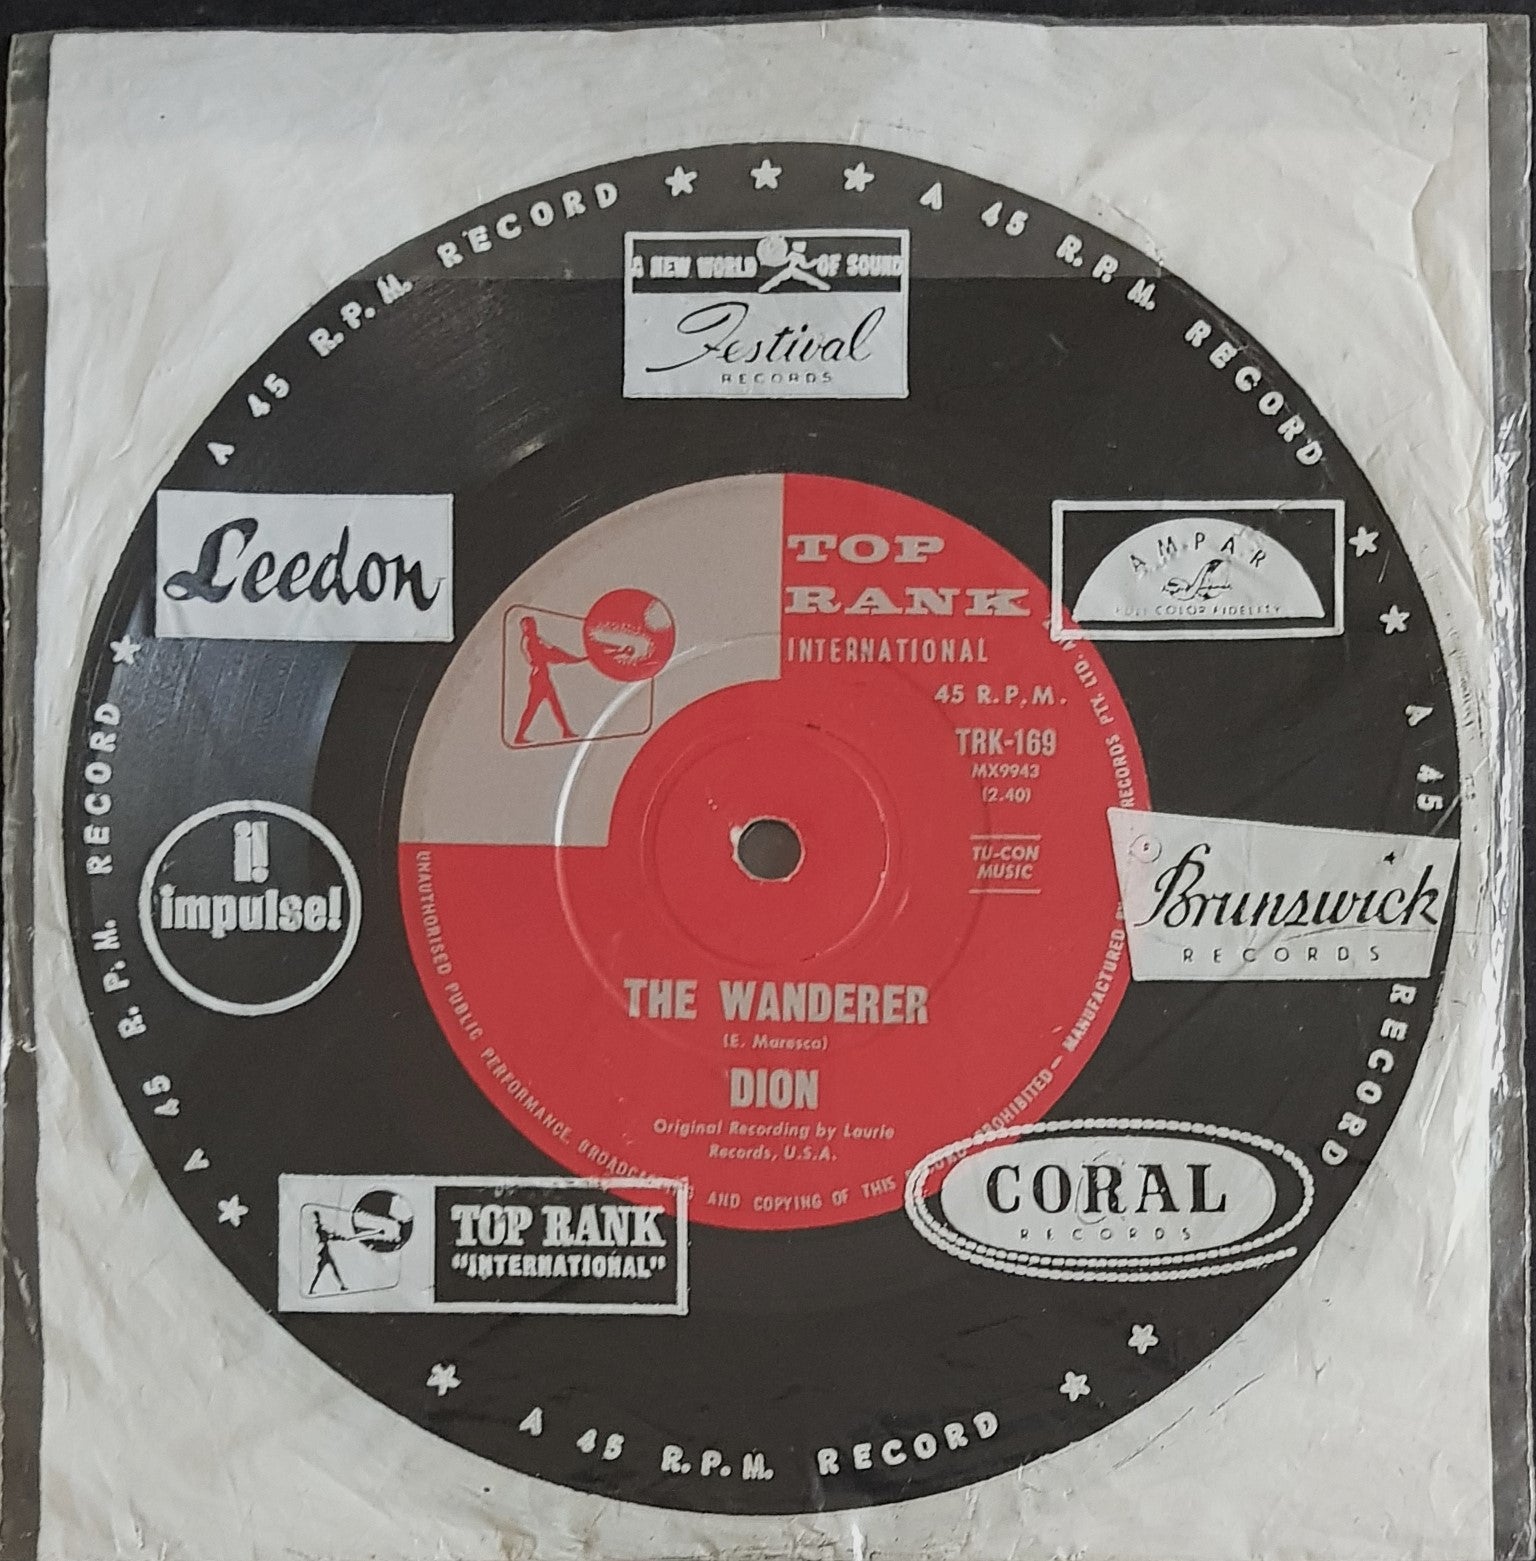 A 45 R.P.M. RECORD
A 45 R.P.M. RECORD
A 45 R.P.M. RECORD
A 45 R.P.M. RECORD
A 45 R.P.M. RECORD
A NEW WORLD OF SOUND
Festival
RECORDS
Leedon
AMPAR
FULL COLOR FIDELITY
i!
impulse!
Brunswick
RECORDS
TOP RANK
"INTERNATIONAL"
CORAL
RECORDS
TOP
RANK
INTERNATIONAL
45 R.P.M.
TRK-169
MX9943
(2.40)
TU-CON
MUSIC
THE WANDERER
(E. Maresca)
DION
Original Recording by Laurie
Records, U.S.A.
UNAUTHORISED PUBLIC PERFORMANCE, BROADCASTING AND COPYING OF THIS RECORD PROHIBITED — MANUFACTURED RECORDS PTY. LTD.